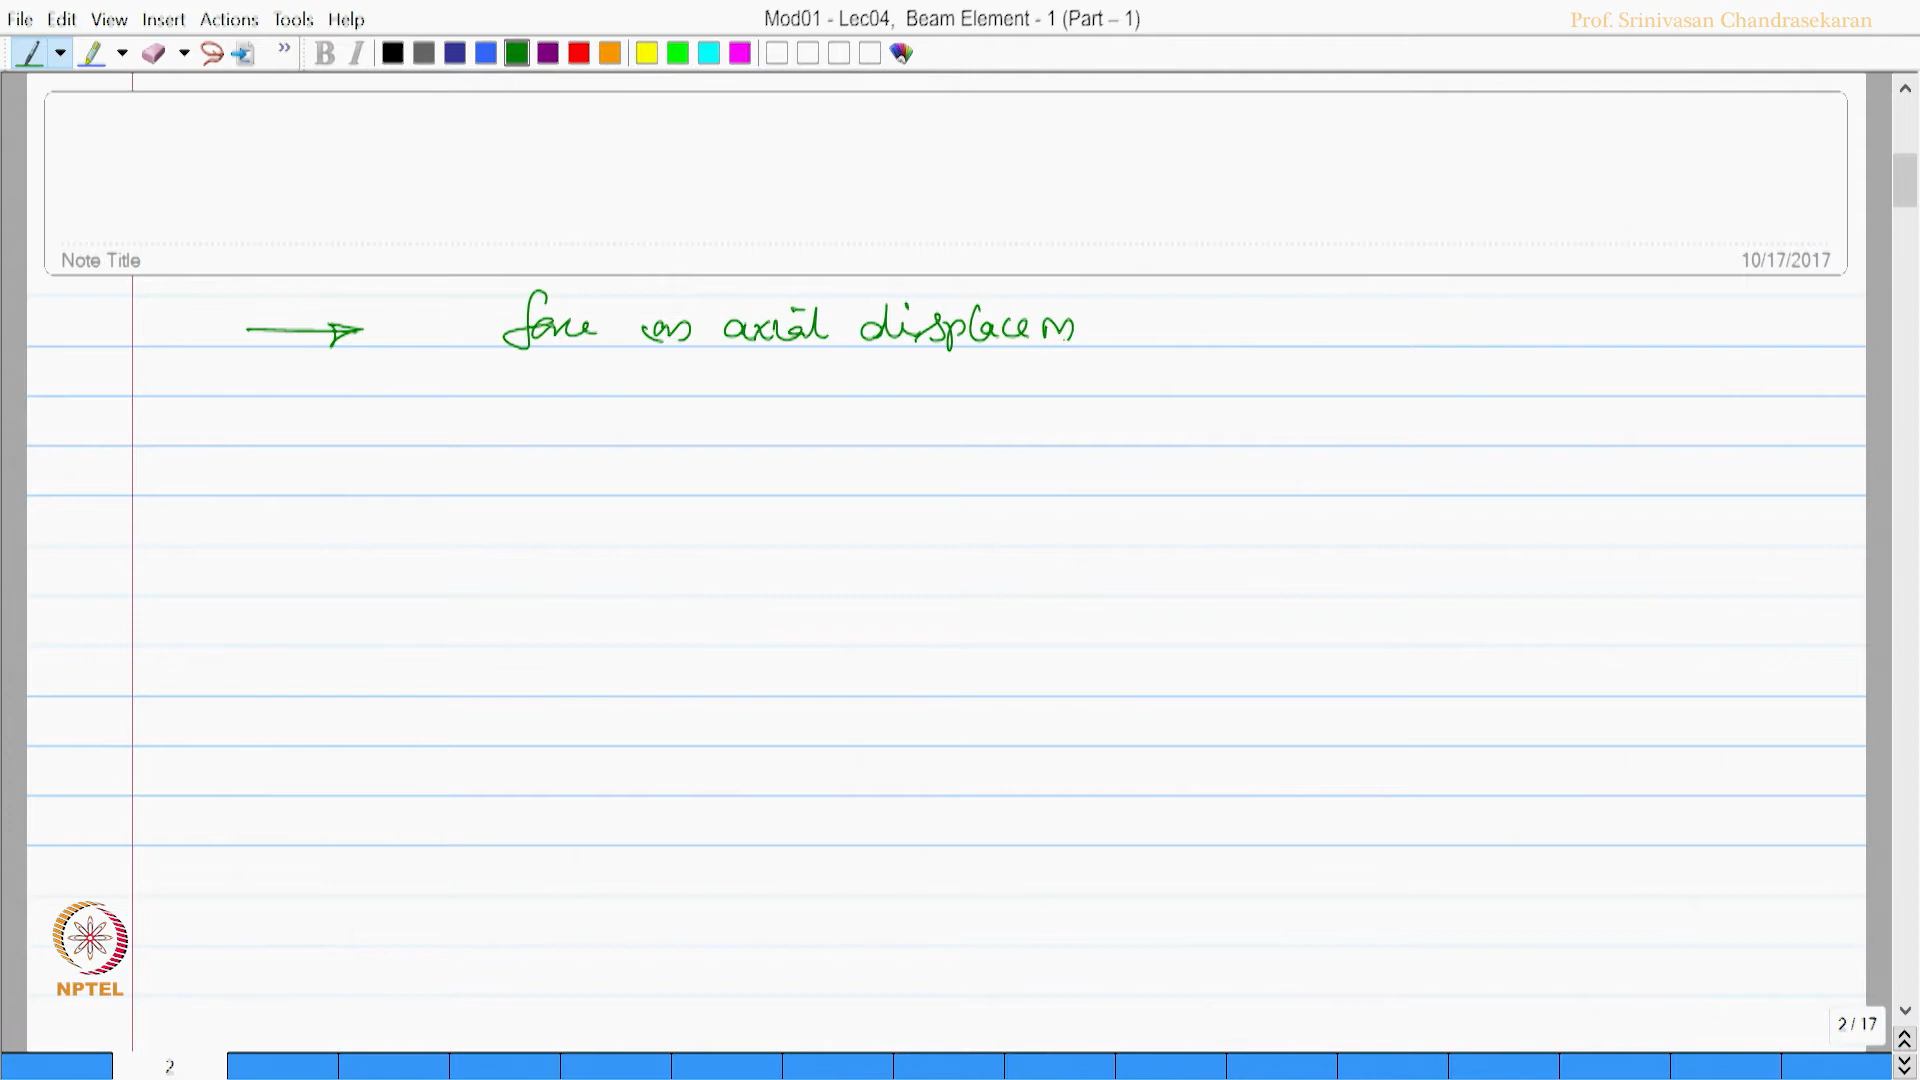 File Edit View Insert Actions Tools Help
Mod01 - Lec04, Beam Element - 1 (Part – 1)
Prof. Srinivasan Chandrasekaran
B I
Note Title
10/17/2017
force axial displacem
NPTEL
2 / 17
2